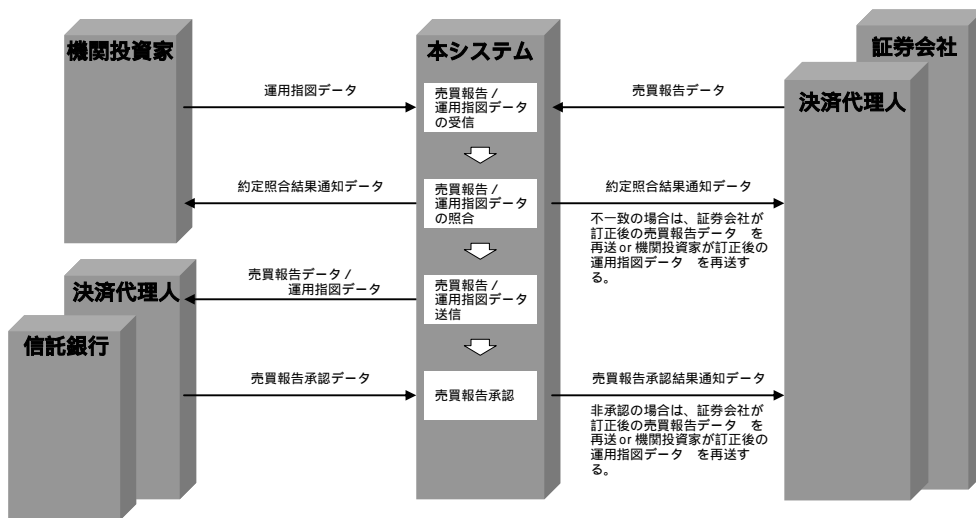 機関投資家
本システム
証券会社
決済代理人
運用指図データ
売買報告 /
運用指図データ
の受信
売買報告データ
約定照合結果通知データ
売買報告 /
運用指図データ
の照合
約定照合結果通知データ
不一致の場合は、証券会社が
訂正後の売買報告データ　を
再送 or 機関投資家が訂正後の
運用指図データ　を再送す
る。
売買報告データ /
運用指図データ
売買報告 /
運用指図データ
送信
決済代理人
信託銀行
売買報告承認データ
売買報告承認
売買報告承認結果通知データ
非承認の場合は、証券会社が
訂正後の売買報告データ　を
再送 or 機関投資家が訂正後の
運用指図データ　を再送す
る。